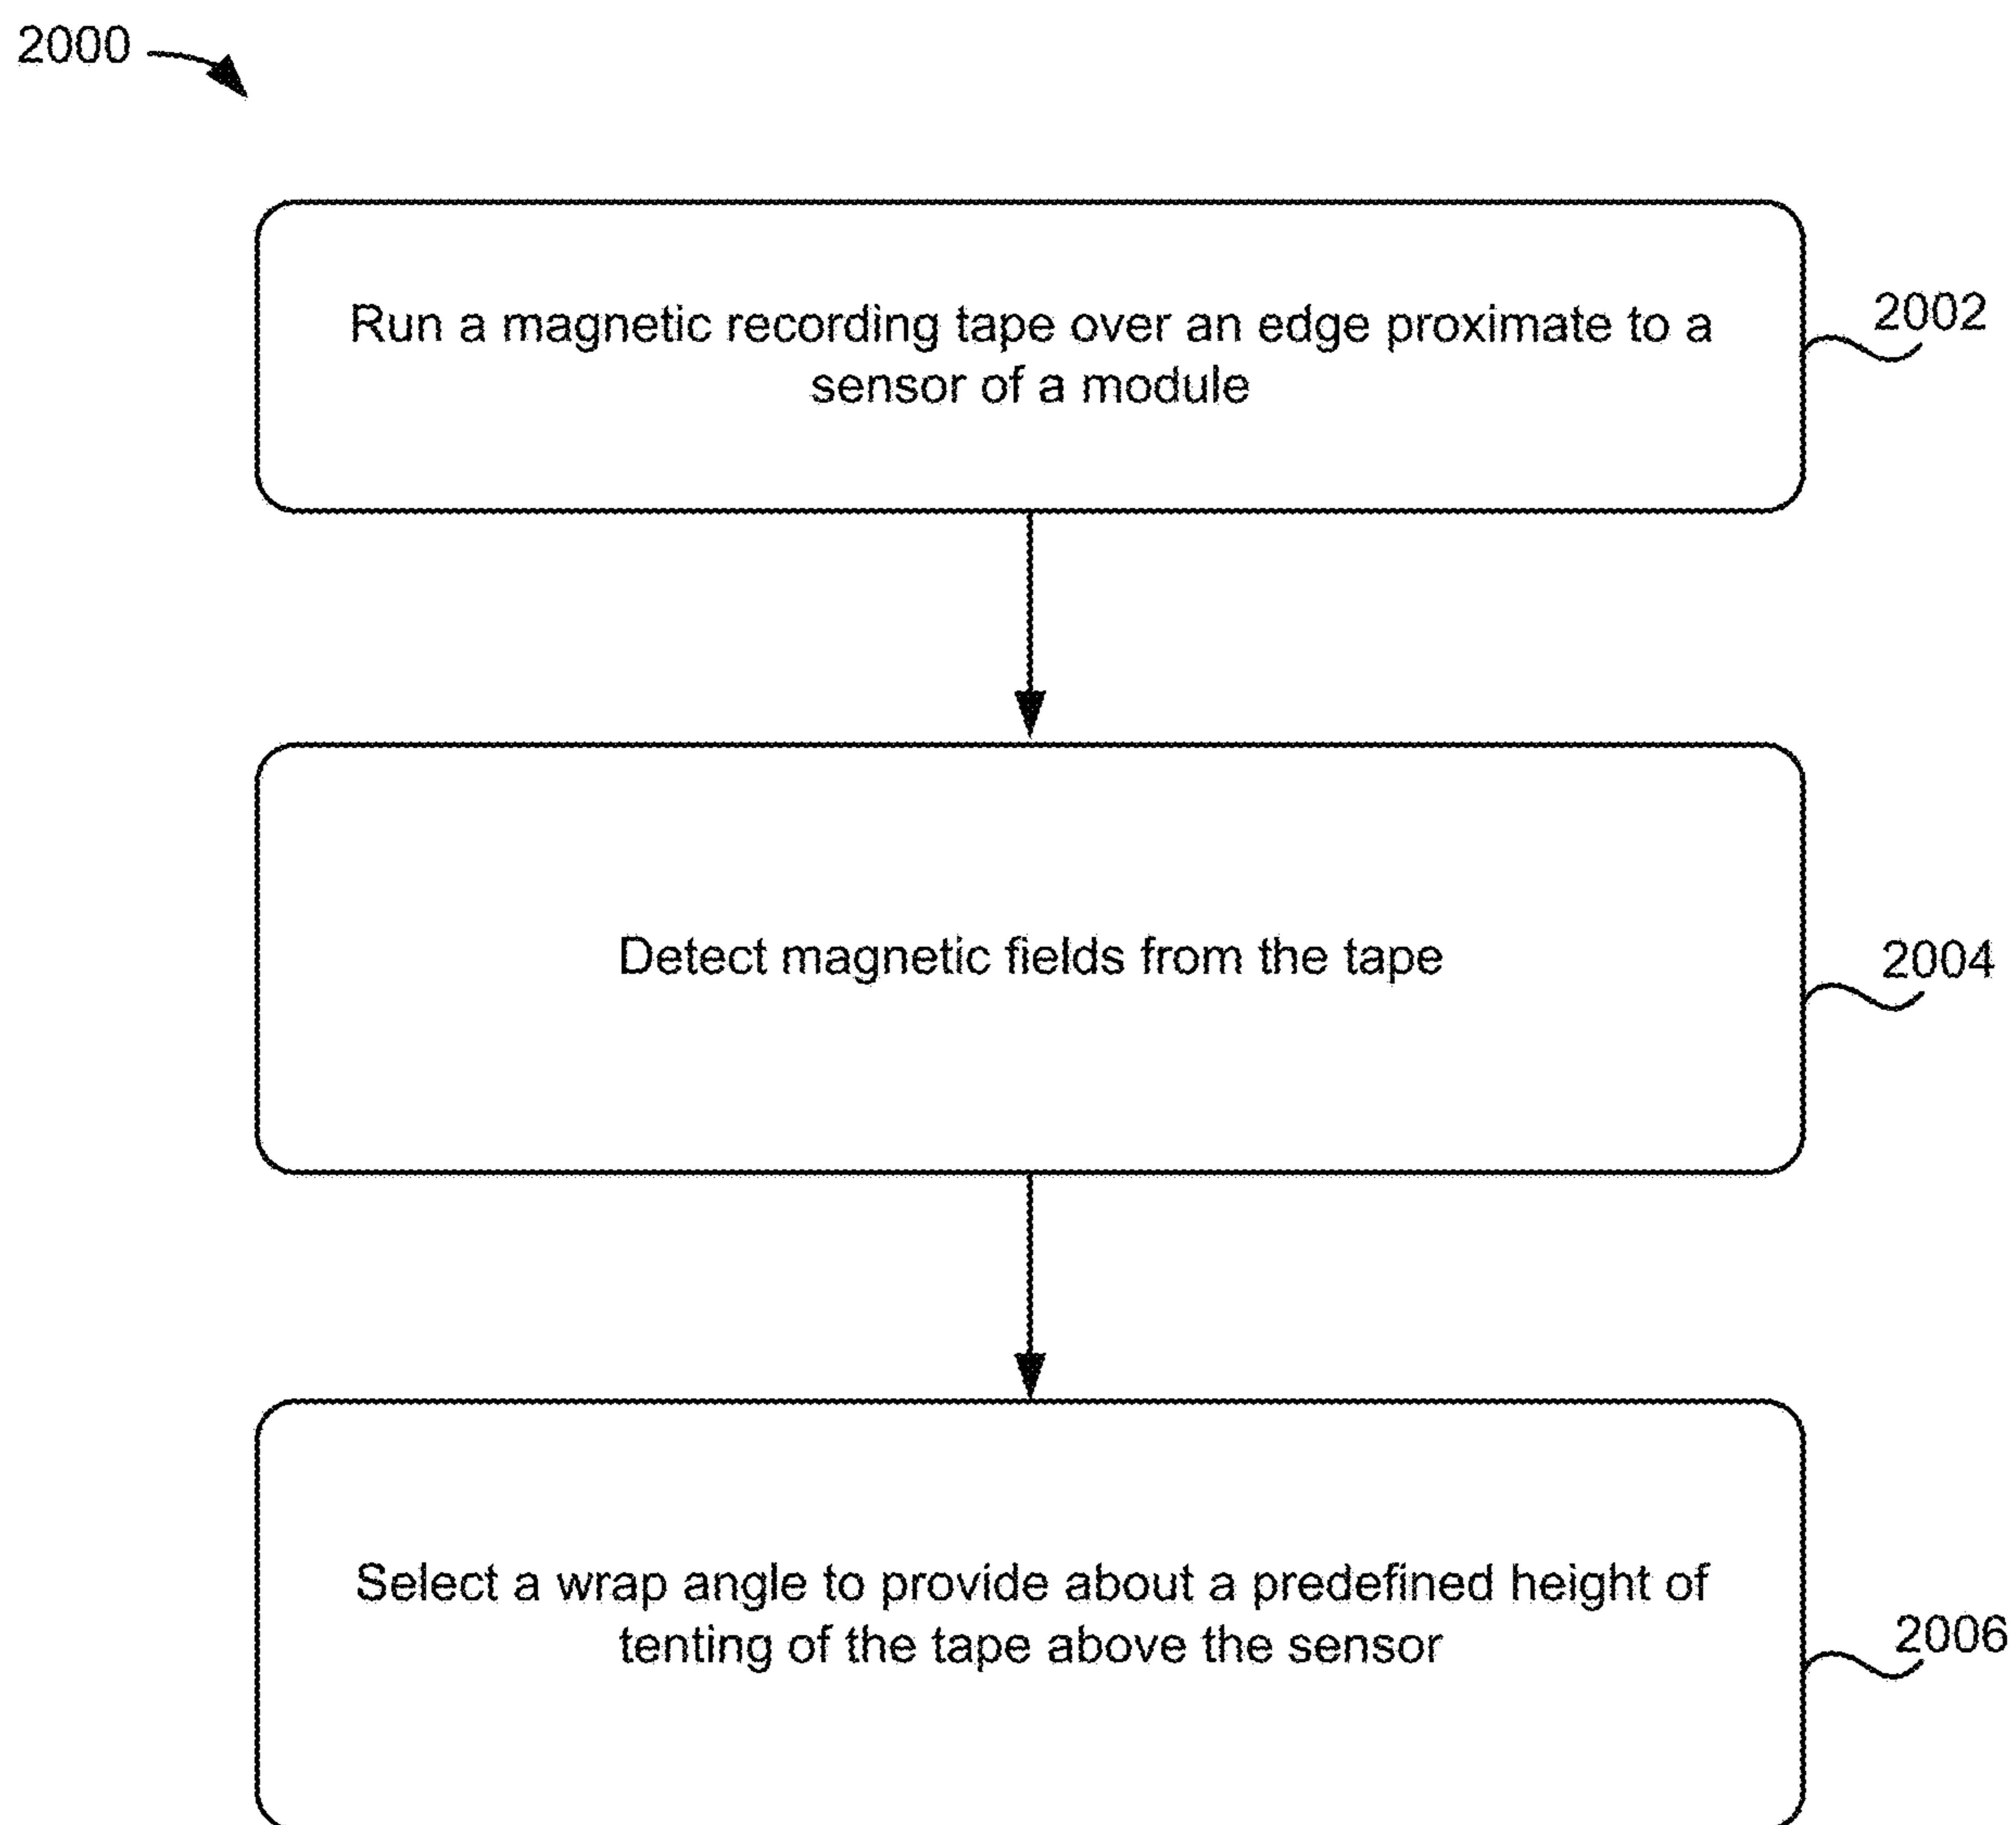 2000
Run a magnetic recording tape over an edge proximate to a
sensor of a module
2002
Detect magnetic fields from the tape
2004
Select a wrap angle to provide about a predefined height of
tenting of the tape above the sensor
2006